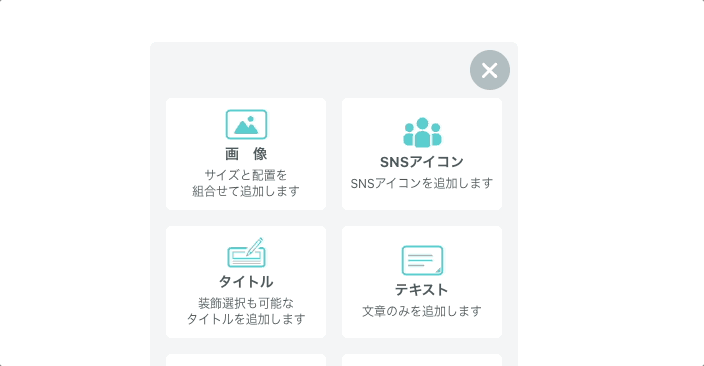 画　像
サイズと配置を
組合せて追加します
SNSアイコン
SNSアイコンを追加します
タイトル
装飾選択も可能な
タイトルを追加します
テキスト
文章のみを追加します